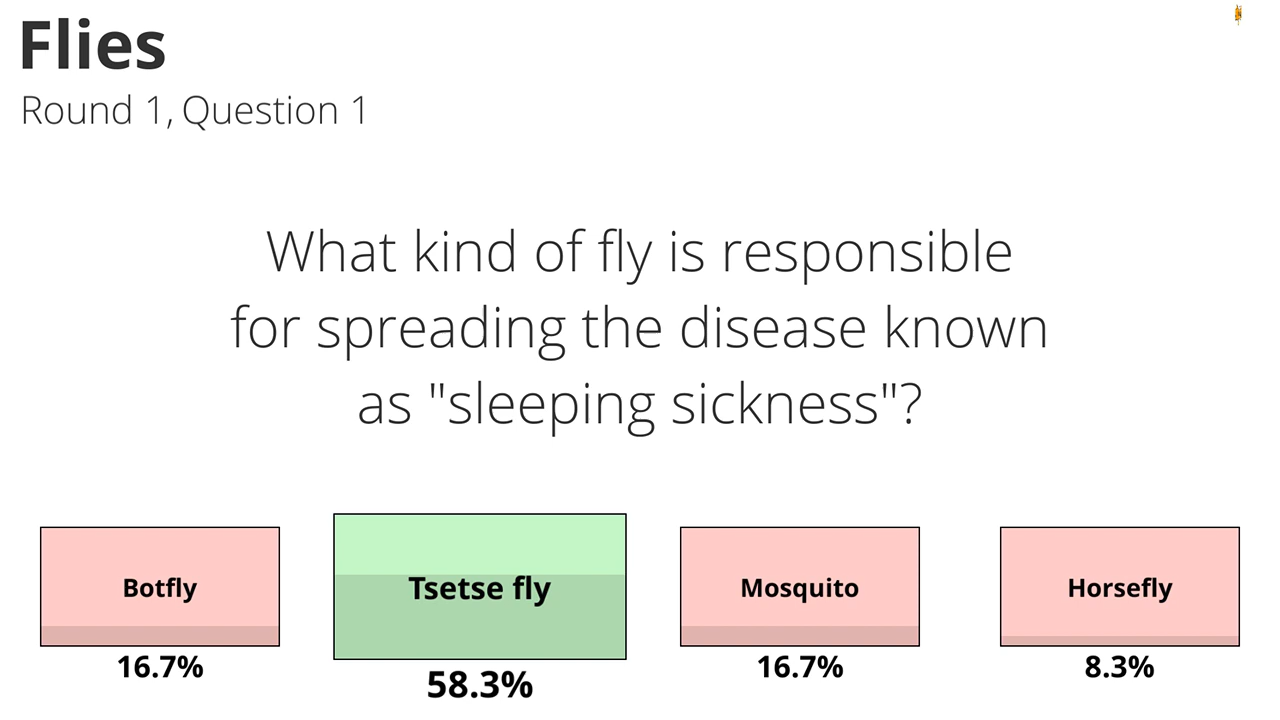 Flies
Round 1, Question 1
What kind of fly is responsible
for spreading the disease known
as "sleeping sickness"?
Botfly
Tsetse fly
Mosquito
Horsefly
16.7%
58.3%
16.7%
8.3%